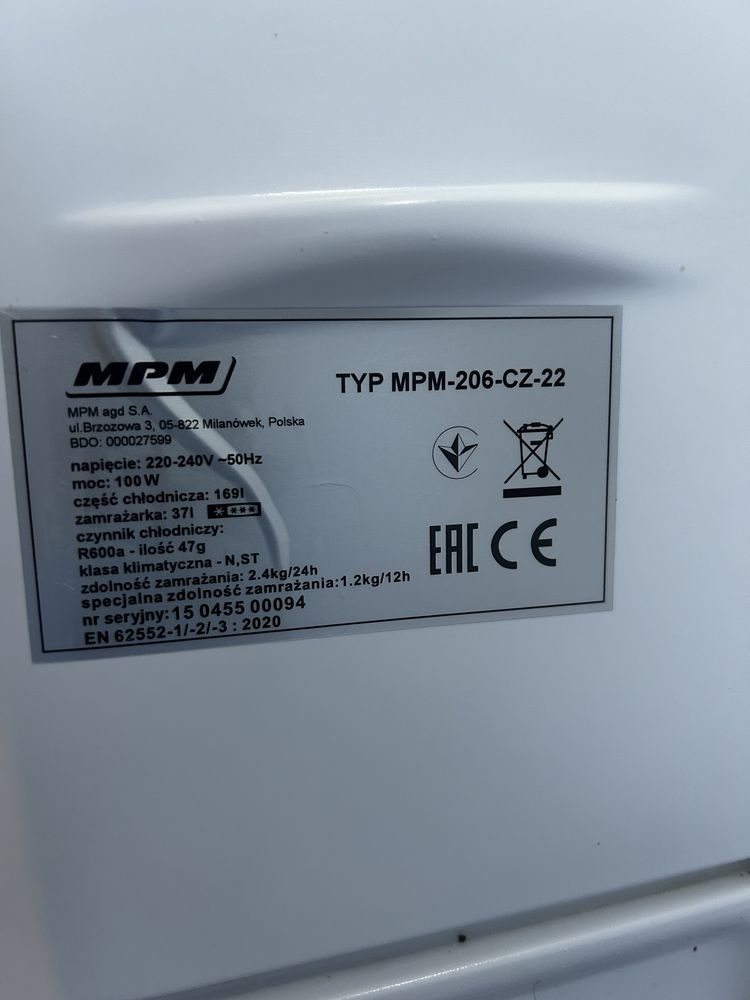 MPM
TYP MPM-206-CZ-22
MPM agd S.A.
ul.Brzozowa 3, 05-822 Milanówek, Polska
BDO: 000027599
napięcie: 220-240V ~50Hz
moc: 100W
część chłodnicza: 169l
zamrażarka: 37l * ***
czynnik chłodniczy:
R600a - ilość 47g
klasa klimatyczna - N,ST
zdolność zamrażania: 2.4kg/24h
specjalna zdolność zamrażania:1.2kg/12h
nr seryjny: 15 0455 00094
EN 62552-1/-2/-3 : 2020
EAC CE